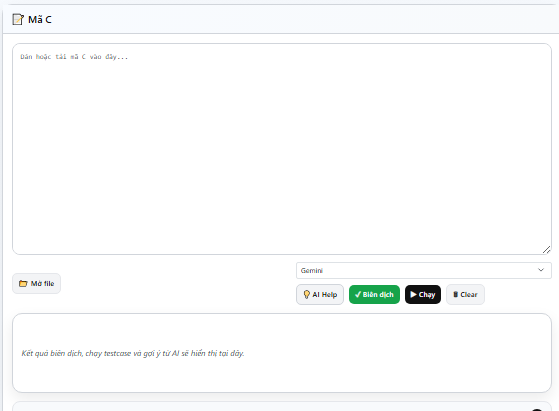 Mã C
Dán hoặc tải mã C vào đây...
Mở file
Gemini
AI Help
Biên dịch
Chạy
Clear
Kết quả biên dịch, chạy testcase và gợi ý từ AI sẽ hiển thị tại đây.